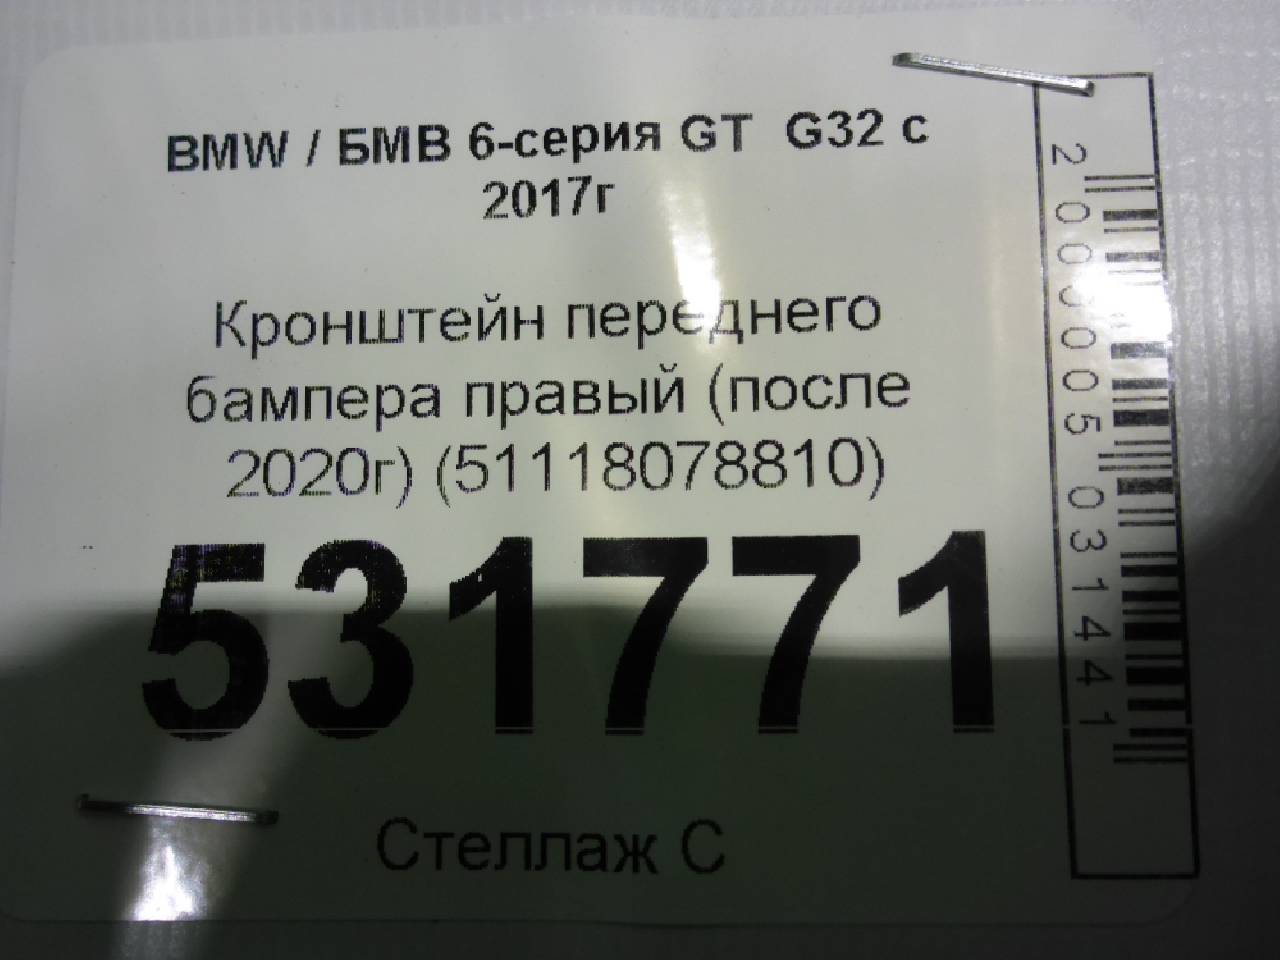 BMW / БМВ 6-серия GT G32 с
2017г
Кронштейн переднего
бампера правый (после
2020г) (51118078810)
531771
Стеллаж С
2000005031441